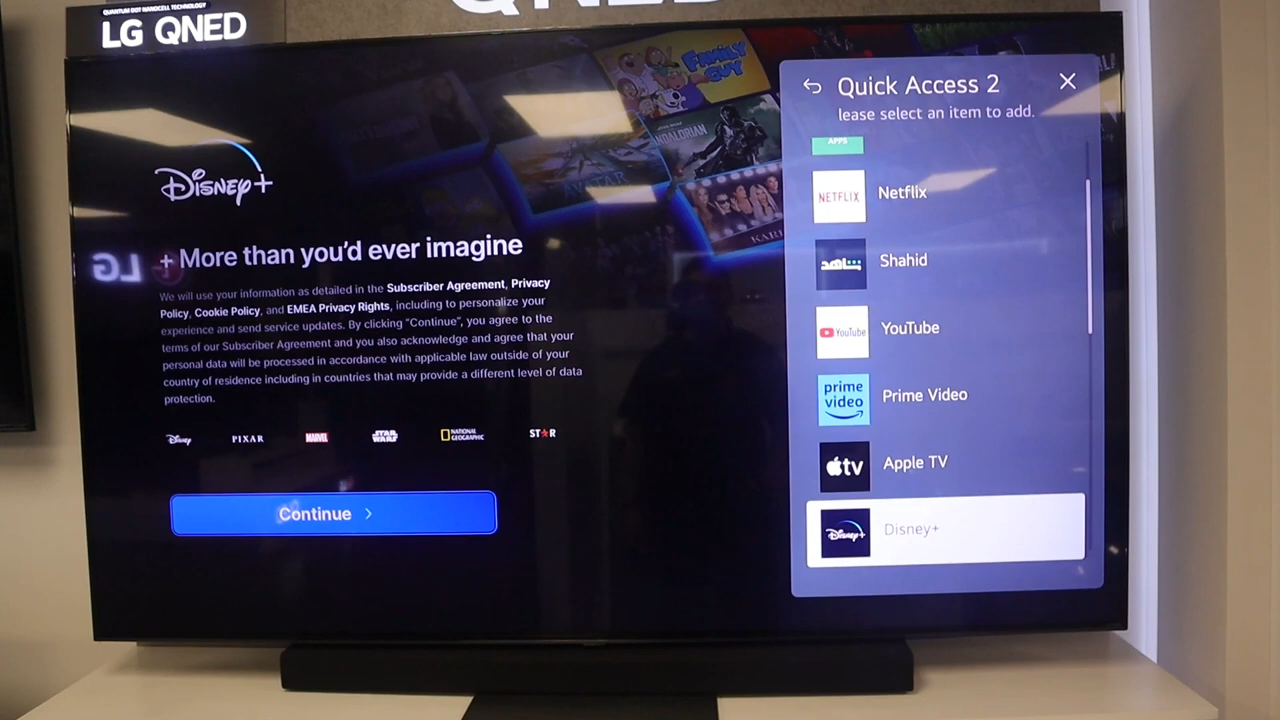 QUANTUM DOT NANOCELL TECHNOLOGY
LG QNED
QNED
Disney+
+ More than you'd ever imagine
We will use your information as detailed in the Subscriber Agreement, Privacy
Policy, Cookie Policy, and EMEA Privacy Rights, including to personalize your
experience and send service updates. By clicking "Continue", you agree to the
terms of our Subscriber Agreement and you also acknowledge and agree that your
personal data will be processed in accordance with applicable law outside of your
country of residence including in countries that may provide a different level of data
protection.
Disney PIXAR MARVEL STAR WARS NATIONAL GEOGRAPHIC ST★R
Continue >
FAMILY GUY
AVATAR
Quick Access 2
lease select an item to add.
APPS
NETFLIX Netflix
شاهد Shahid
YouTube YouTube
prime video Prime Video
tv Apple TV
Disney+ Disney+